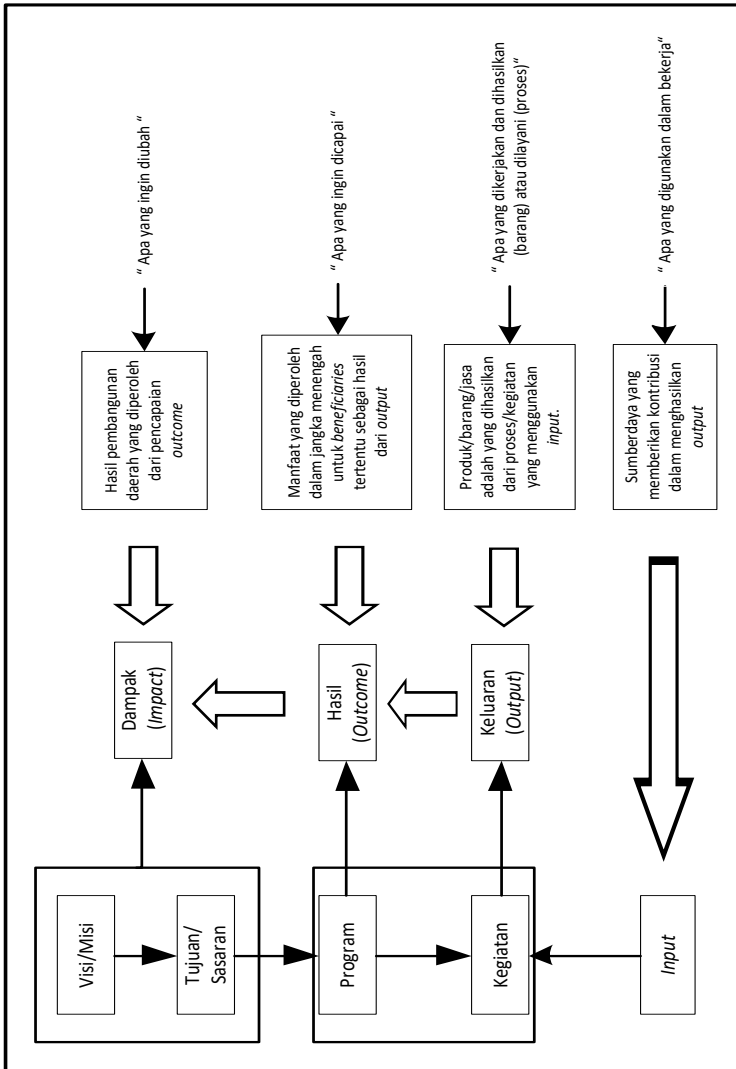 Visi/Misi
Tujuan/
Sasaran
Program
Kegiatan
Input
Dampak
(Impact)
Hasil
(Outcome)
Keluaran
(Output)
Hasil pembangunan
daerah yang diperoleh
dari pencapaian
outcome
Manfaat yang diperoleh
dalam jangka menengah
untuk beneficiaries
tertentu sebagai hasil
dari output
Produk/barang/jasa
adalah yang dihasilkan
dari proses/kegiatan
yang menggunakan
input.
Sumberdaya yang
memberikan kontribusi
dalam menghasilkan
output
“ Apa yang ingin diubah “
“ Apa yang ingin dicapai “
“ Apa yang dikerjakan dan dihasilkan
(barang) atau dilayani (proses)“
“ Apa yang digunakan dalam bekerja“